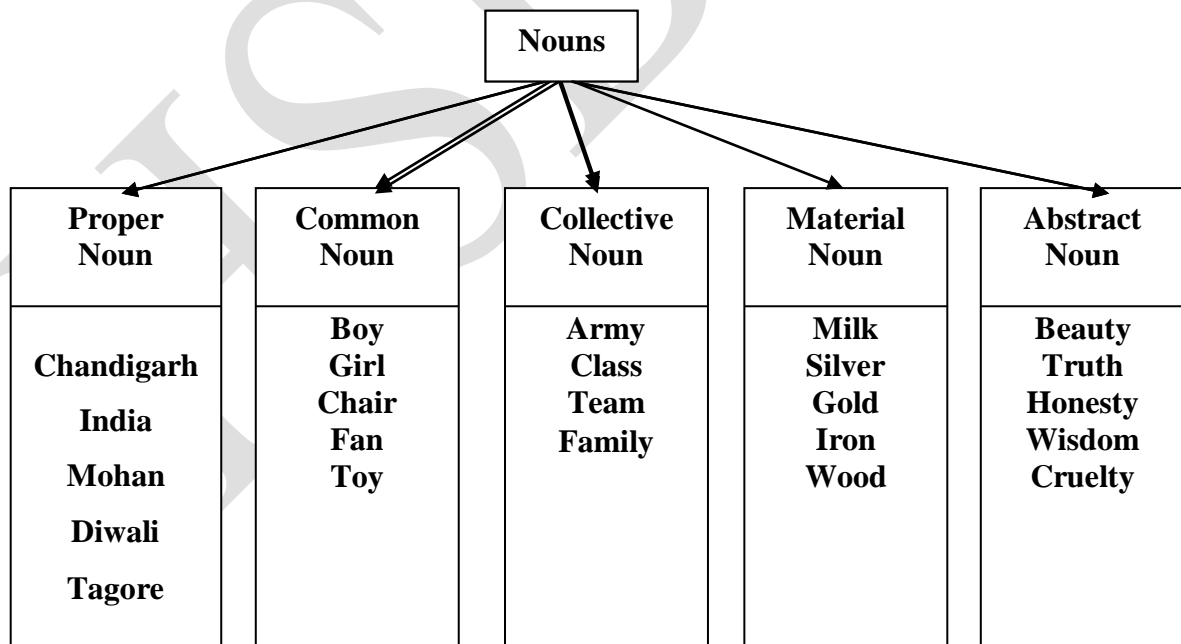 Nouns
Proper
Noun
Chandigarh
India
Mohan
Diwali
Tagore
Common
Noun
Boy
Girl
Chair
Fan
Toy
Collective
Noun
Army
Class
Team
Family
Material
Noun
Milk
Silver
Gold
Iron
Wood
Abstract
Noun
Beauty
Truth
Honesty
Wisdom
Cruelty